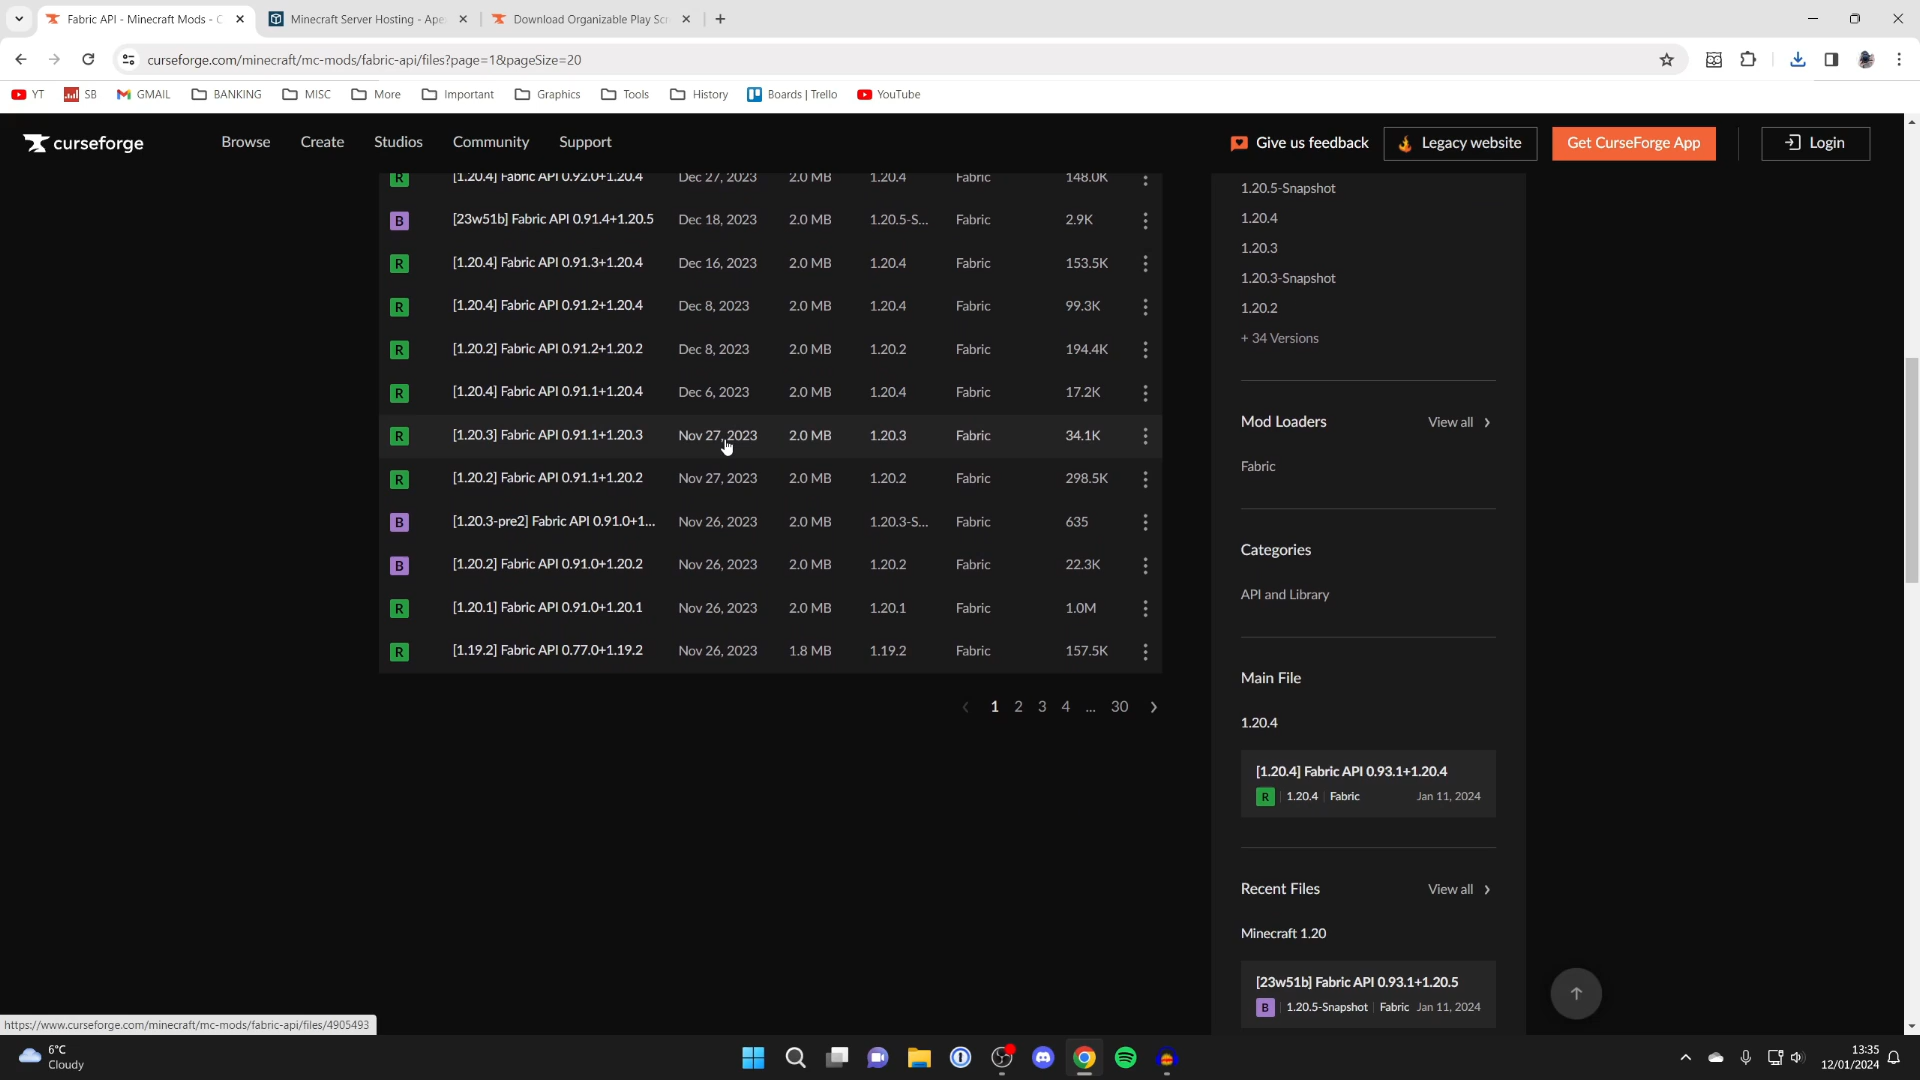 Fabric API - Minecraft Mods - C
Minecraft Server Hosting - Ape
Download Organizable Play Scr
curseforge.com/minecraft/mc-mods/fabric-api/files?page=1&pageSize=20
YT SB GMAIL BANKING MISC More Important Graphics Tools History Boards | Trello YouTube
curseforge Browse Create Studios Community Support Give us feedback Legacy website Get CurseForge App Login
R [1.20.4] Fabric API 0.92.0+1.20.4 Dec 27, 2023 2.0 MB 1.20.4 Fabric 148.0K
B [23w51b] Fabric API 0.91.4+1.20.5 Dec 18, 2023 2.0 MB 1.20.5-S... Fabric 2.9K
R [1.20.4] Fabric API 0.91.3+1.20.4 Dec 16, 2023 2.0 MB 1.20.4 Fabric 153.5K
R [1.20.4] Fabric API 0.91.2+1.20.4 Dec 8, 2023 2.0 MB 1.20.4 Fabric 99.3K
R [1.20.2] Fabric API 0.91.2+1.20.2 Dec 8, 2023 2.0 MB 1.20.2 Fabric 194.4K
R [1.20.4] Fabric API 0.91.1+1.20.4 Dec 6, 2023 2.0 MB 1.20.4 Fabric 17.2K
R [1.20.3] Fabric API 0.91.1+1.20.3 Nov 27, 2023 2.0 MB 1.20.3 Fabric 34.1K
R [1.20.2] Fabric API 0.91.1+1.20.2 Nov 27, 2023 2.0 MB 1.20.2 Fabric 298.5K
B [1.20.3-pre2] Fabric API 0.91.0+1... Nov 26, 2023 2.0 MB 1.20.3-S... Fabric 635
B [1.20.2] Fabric API 0.91.0+1.20.2 Nov 26, 2023 2.0 MB 1.20.2 Fabric 22.3K
R [1.20.1] Fabric API 0.91.0+1.20.1 Nov 26, 2023 2.0 MB 1.20.1 Fabric 1.0M
R [1.19.2] Fabric API 0.77.0+1.19.2 Nov 26, 2023 1.8 MB 1.19.2 Fabric 157.5K
1 2 3 4 ... 30
1.20.5-Snapshot
1.20.4
1.20.3
1.20.3-Snapshot
1.20.2
+ 34 Versions
Mod Loaders View all
Fabric
Categories
API and Library
Main File
1.20.4
[1.20.4] Fabric API 0.93.1+1.20.4
R 1.20.4 Fabric Jan 11, 2024
Recent Files View all
Minecraft 1.20
[23w51b] Fabric API 0.93.1+1.20.5
B 1.20.5-Snapshot Fabric Jan 11, 2024
https://www.curseforge.com/minecraft/mc-mods/fabric-api/files/4905493
6°C
Cloudy
13:35
12/01/2024